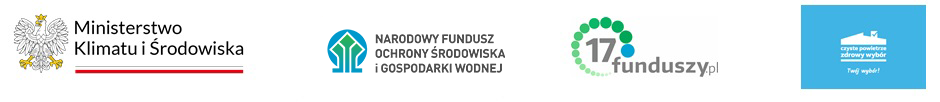 Ministerstwo
Klimatu i Środowiska
NARODOWY FUNDUSZ
OCHRONY ŚRODOWISKA
i GOSPODARKI WODNEJ
17
funduszy.pl
czyste powietrze
zdrowy wybór
Twój wybór!